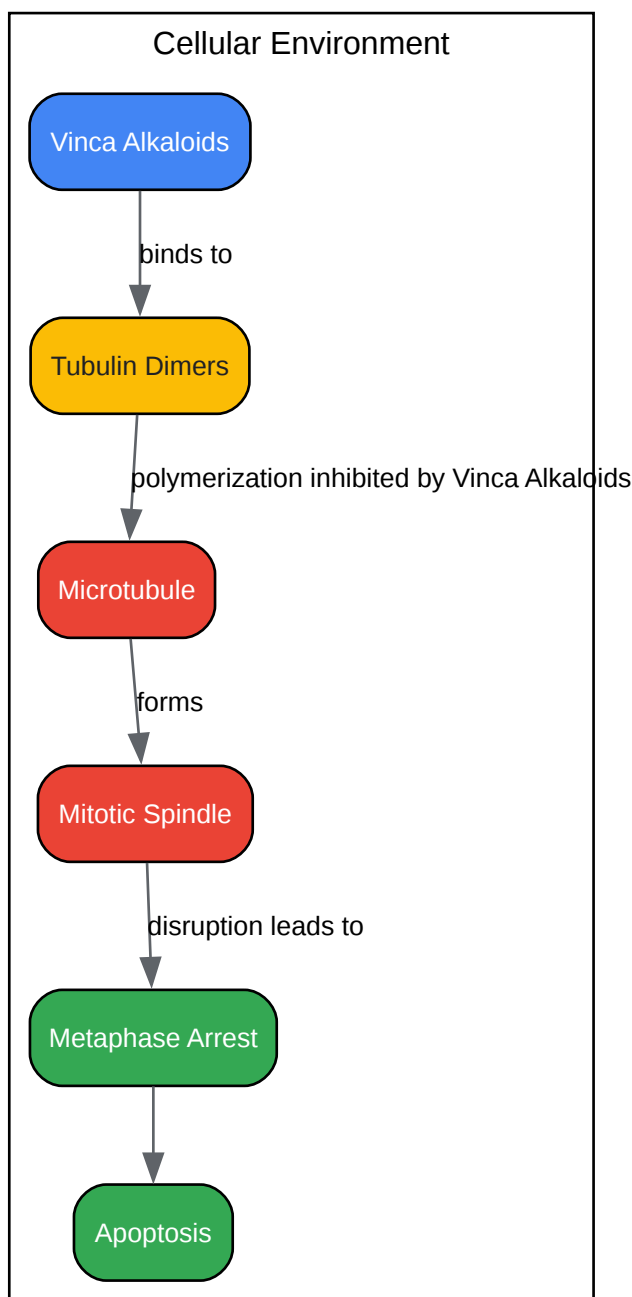 Cellular Environment
Vinca Alkaloids
binds to
Tubulin Dimers
polymerization inhibited by Vinca Alkaloids
Microtubule
forms
Mitotic Spindle
disruption leads to
Metaphase Arrest
Apoptosis